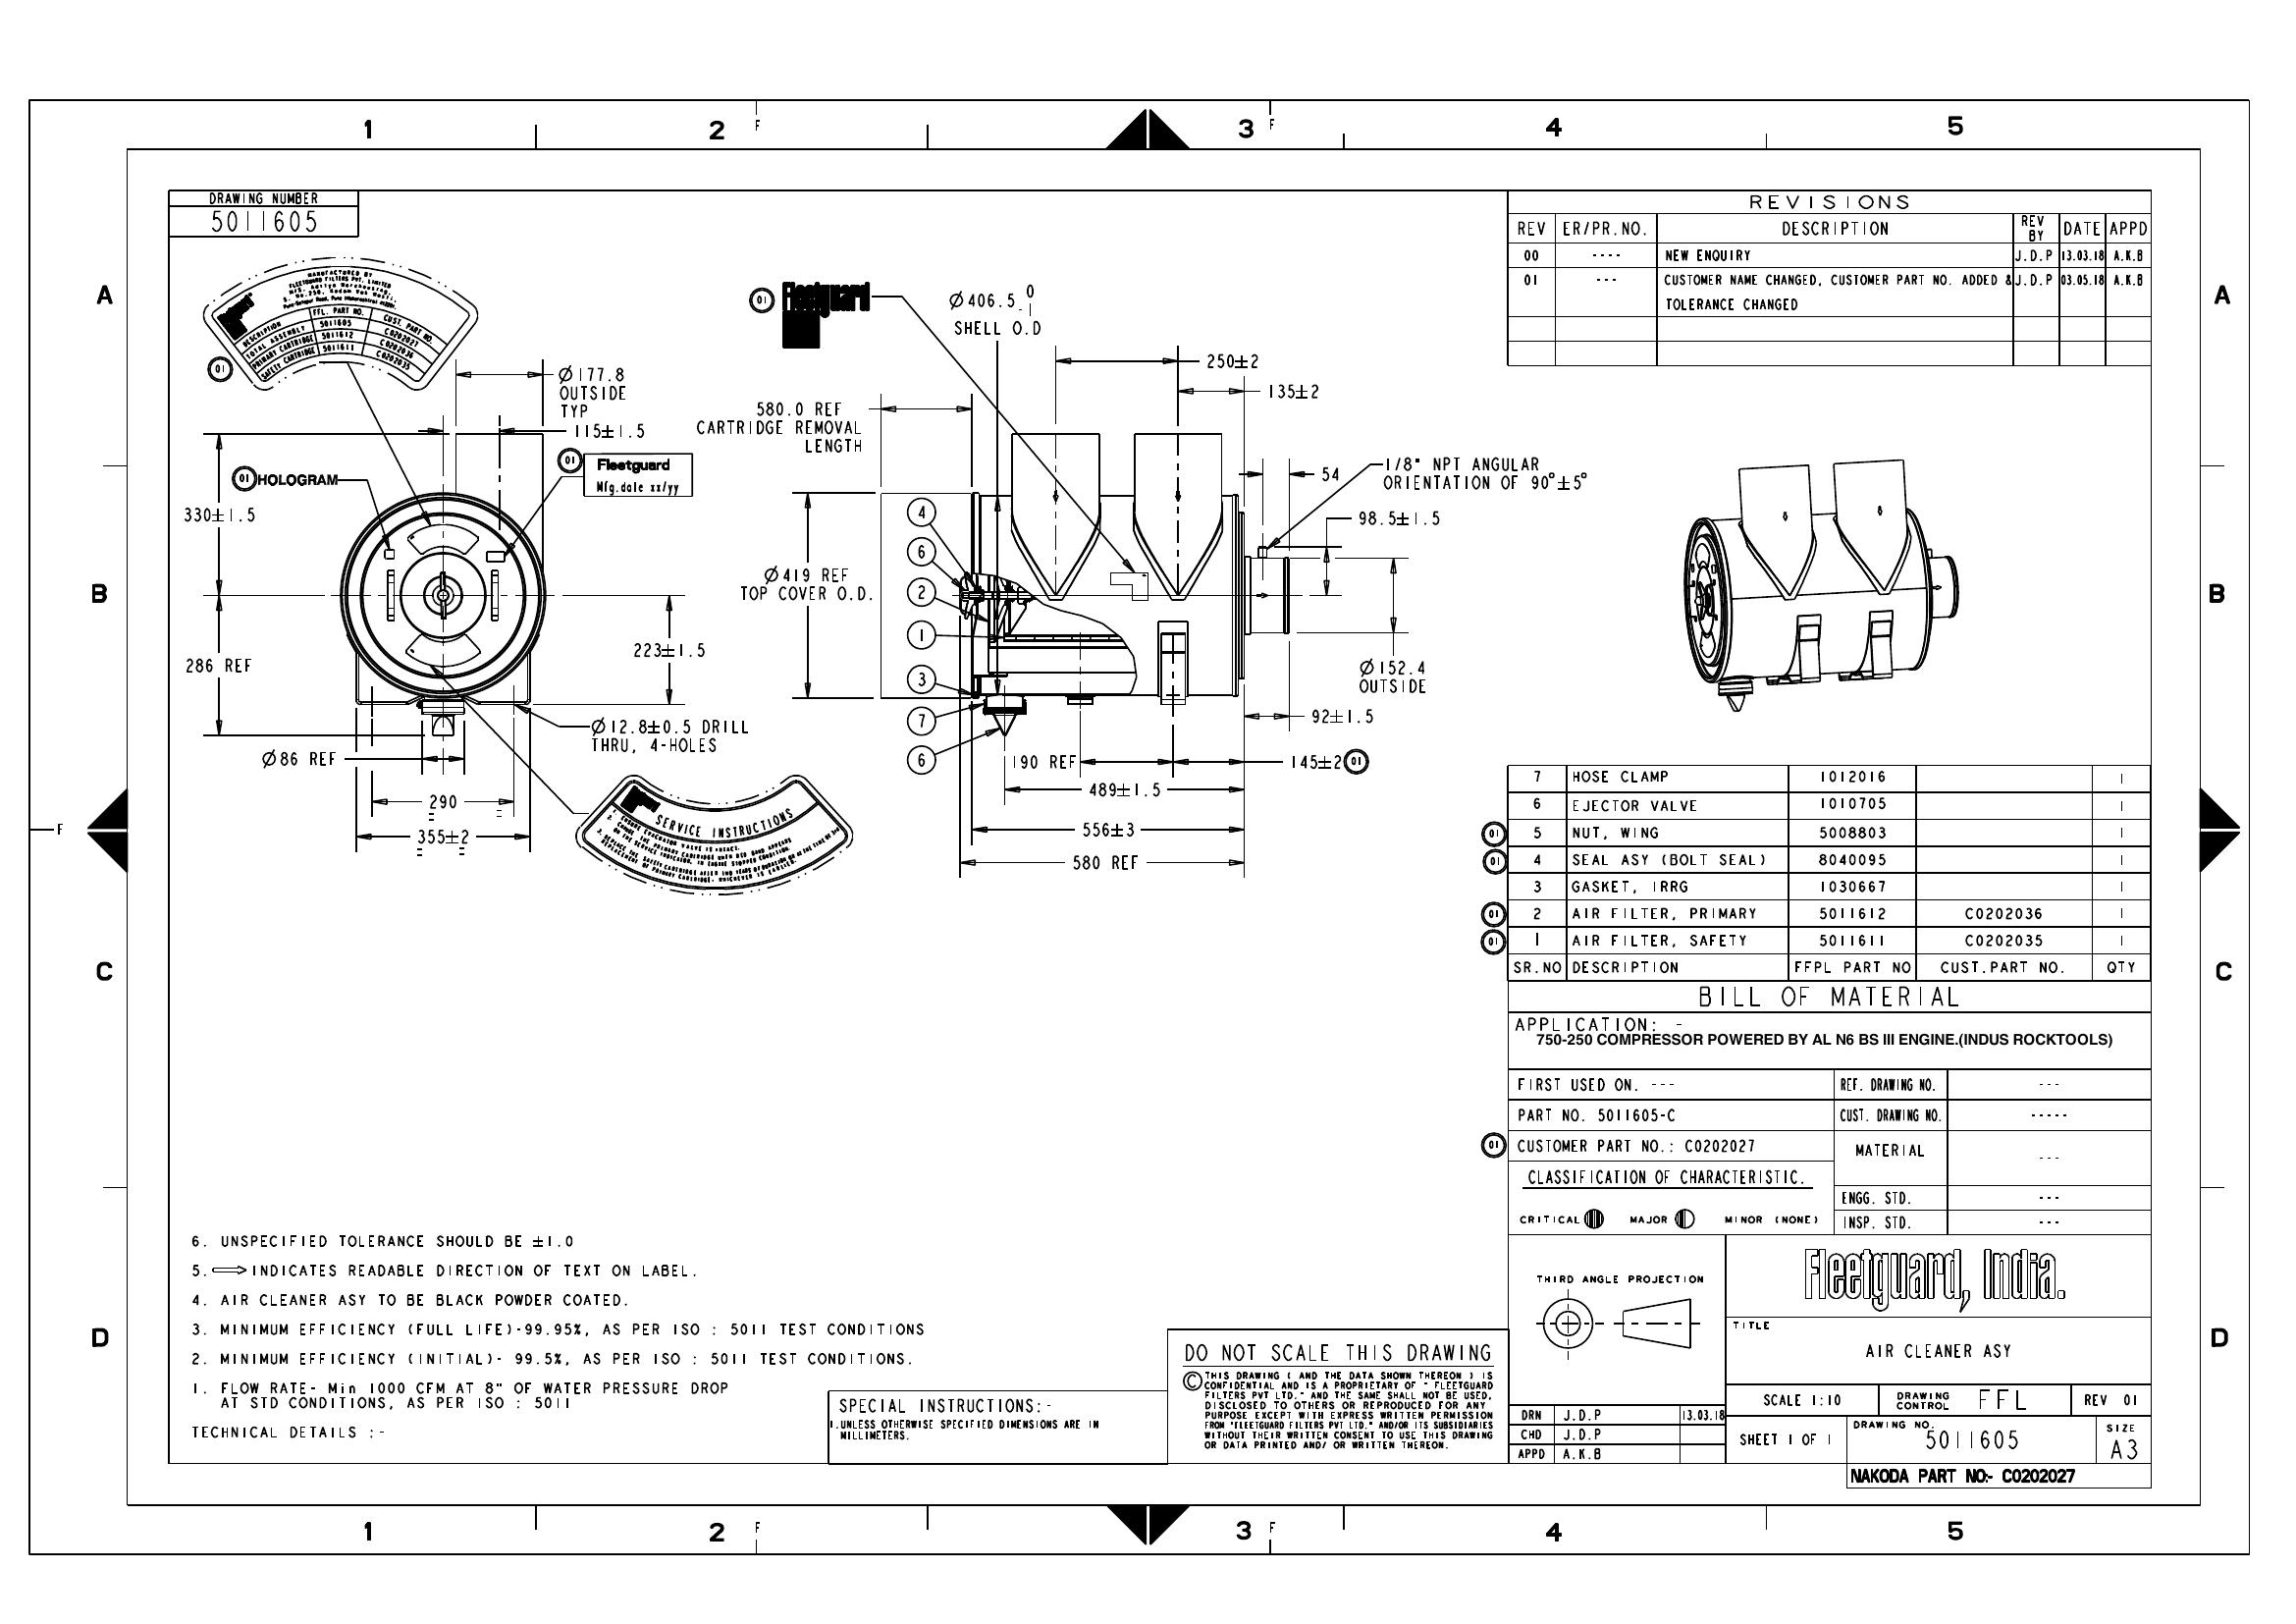 1 2 F 3 F 4 5
A
B
C
D
F
DRAWING NUMBER
5011605
REVISIONS
REV ER/PR.NO. DESCRIPTION REV BY DATE APPD
00 ---- NEW ENQUIRY J.D.P 13.03.18 A.K.B
01 --- CUSTOMER NAME CHANGED, CUSTOMER PART NO. ADDED & J.D.P 03.05.18 A.K.B
TOLERANCE CHANGED
MANUFACTURED BY
FLEETGUARD FILTERS PVT. LIMITED
DESCRIPTION FFL. PART NO. CUST. PART NO.
TOTAL ASSEMBLY 5011605 C0202027
PRIMARY CARTRIDGE 5011612 C0202036
SAFETY CARTRIDGE 5011611 C0202035
01
Ø177.8
OUTSIDE
TYP
115±1.5
01 HOLOGRAM
01
Fleetguard
Mfg.date xx/yy
330±1.5
286 REF
223±1.5
Ø12.8±0.5 DRILL
THRU, 4-HOLES
Ø86 REF
290
355±2
SERVICE INSTRUCTIONS
01 Fleetguard
Ø406.5 0 -1
SHELL O.D
250±2
135±2
580.0 REF
CARTRIDGE REMOVAL
LENGTH
54
1/8" NPT ANGULAR
ORIENTATION OF 90°±5°
98.5±1.5
Ø419 REF
TOP COVER O.D.
4
6
2
1
3
7
6
Ø152.4
OUTSIDE
92±1.5
190 REF
145±2 01
489±1.5
556±3
580 REF
7 HOSE CLAMP 1012016 1
6 EJECTOR VALVE 1010705 1
01 5 NUT, WING 5008803 1
01 4 SEAL ASY (BOLT SEAL) 8040095 1
3 GASKET, IRRG 1030667 1
01 2 AIR FILTER, PRIMARY 5011612 C0202036 1
01 1 AIR FILTER, SAFETY 5011611 C0202035 1
SR.NO DESCRIPTION FFPL PART NO CUST.PART NO. QTY
BILL OF MATERIAL
APPLICATION: -
750-250 COMPRESSOR POWERED BY AL N6 BS III ENGINE.(INDUS ROCKTOOLS)
FIRST USED ON. --- REF. DRAWING NO. ---
PART NO. 5011605-C CUST. DRAWING NO. -----
01 CUSTOMER PART NO.: C0202027 MATERIAL ---
CLASSIFICATION OF CHARACTERISTIC.
ENGG. STD. ---
CRITICAL MAJOR MINOR (NONE) INSP. STD. ---
THIRD ANGLE PROJECTION
Fleetguard, India.
TITLE
AIR CLEANER ASY
SCALE 1:10 DRAWING CONTROL FFL REV 01
DRN J.D.P 13.03.18
CHD J.D.P
APPD A.K.B
SHEET 1 OF 1 DRAWING NO. 5011605 SIZE A3
NAKODA PART NO:- C0202027
6. UNSPECIFIED TOLERANCE SHOULD BE ±1.0
5. INDICATES READABLE DIRECTION OF TEXT ON LABEL.
4. AIR CLEANER ASY TO BE BLACK POWDER COATED.
3. MINIMUM EFFICIENCY (FULL LIFE)-99.95%, AS PER ISO : 5011 TEST CONDITIONS
2. MINIMUM EFFICIENCY (INITIAL)- 99.5%, AS PER ISO : 5011 TEST CONDITIONS.
1. FLOW RATE- Min 1000 CFM AT 8" OF WATER PRESSURE DROP
AT STD CONDITIONS, AS PER ISO : 5011
TECHNICAL DETAILS :-
SPECIAL INSTRUCTIONS:-
1.UNLESS OTHERWISE SPECIFIED DIMENSIONS ARE IN
MILLIMETERS.
DO NOT SCALE THIS DRAWING
© THIS DRAWING ( AND THE DATA SHOWN THEREON ) IS
CONFIDENTIAL AND IS A PROPRIETARY OF " FLEETGUARD
FILTERS PVT LTD." AND THE SAME SHALL NOT BE USED,
DISCLOSED TO OTHERS OR REPRODUCED FOR ANY
PURPOSE EXCEPT WITH EXPRESS WRITTEN PERMISSION
FROM "FLEETGUARD FILTERS PVT LTD." AND/OR ITS SUBSIDIARIES
WITHOUT THEIR WRITTEN CONSENT TO USE THIS DRAWING
OR DATA PRINTED AND/ OR WRITTEN THEREON.
A
B
C
D
1 2 F 3 F 4 5